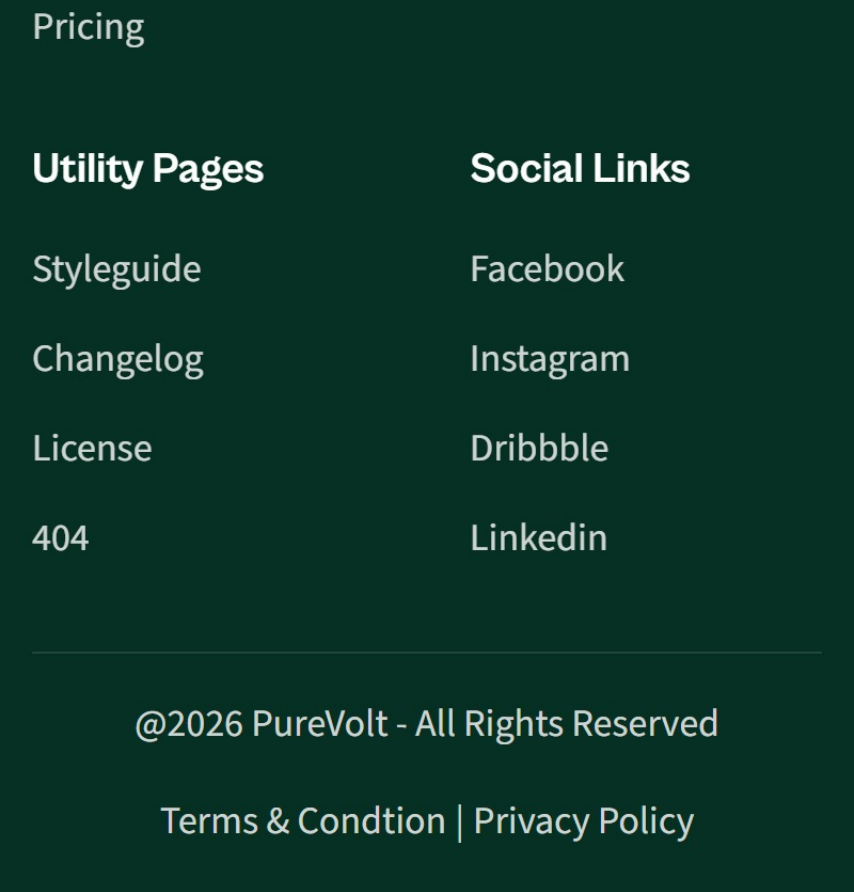 Pricing
Utility Pages
Styleguide
Changelog
License
404
Social Links
Facebook
Instagram
Dribbble
Linkedin
@2026 PureVolt - All Rights Reserved
Terms & Condtion | Privacy Policy